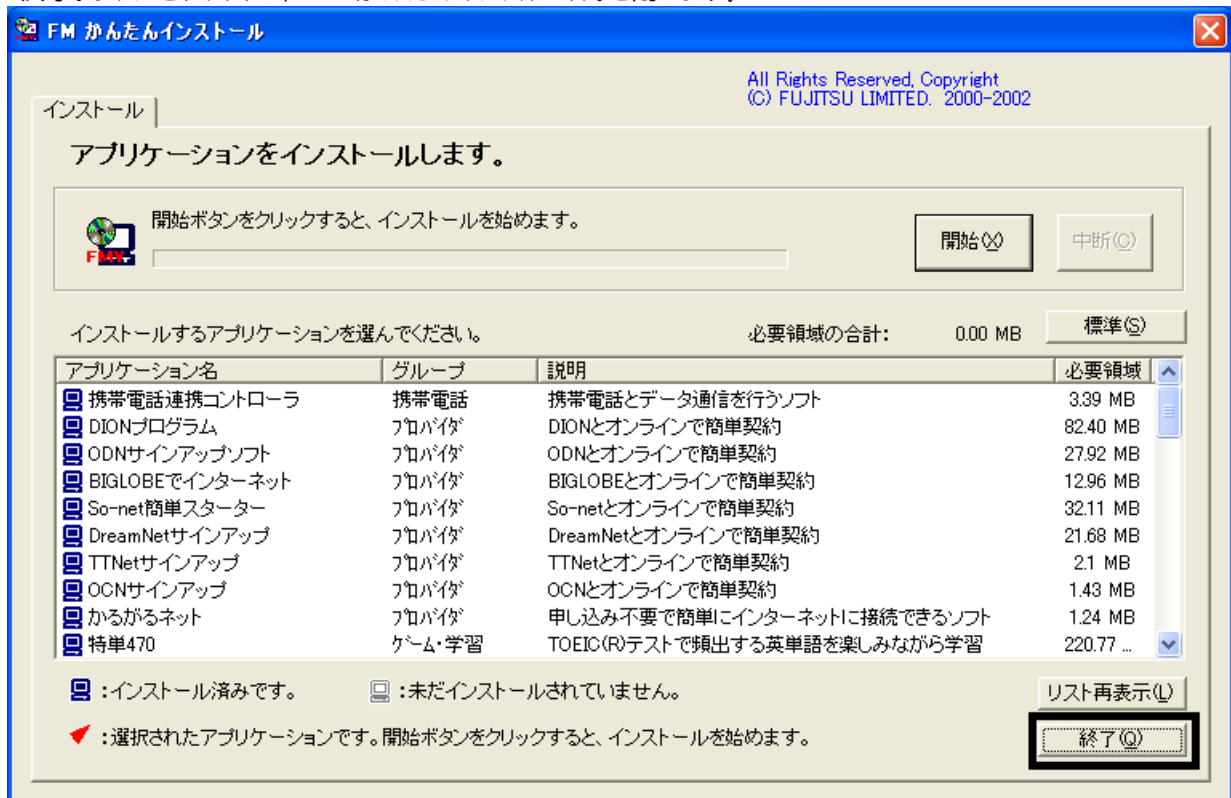 FM かんたんインストール
All Rights Reserved, Copyright
(C) FUJITSU LIMITED. 2000-2002
インストール
アプリケーションをインストールします。
開始ボタンをクリックすると、インストールを始めます。
FMV
開始(X)
中断(C)
インストールするアプリケーションを選んでください。
必要領域の合計: 0.00 MB
標準(S)
アプリケーション名 グループ 説明 必要領域
携帯電話連携コントローラ 携帯電話 携帯電話とデータ通信を行うソフト 3.39 MB
DIONプログラム プロバイダ DIONとオンラインで簡単契約 82.40 MB
ODNサインアップソフト プロバイダ ODNとオンラインで簡単契約 27.92 MB
BIGLOBEでインターネット プロバイダ BIGLOBEとオンラインで簡単契約 12.96 MB
So-net簡単スターター プロバイダ So-netとオンラインで簡単契約 32.11 MB
DreamNetサインアップ プロバイダ DreamNetとオンラインで簡単契約 21.68 MB
TTNetサインアップ プロバイダ TTNetとオンラインで簡単契約 2.1 MB
OCNサインアップ プロバイダ OCNとオンラインで簡単契約 1.43 MB
かるがるネット プロバイダ 申し込み不要で簡単にインターネットに接続できるソフト 1.24 MB
特単470 ゲーム・学習 TOEIC(R)テストで頻出する英単語を楽しみながら学習 220.77 ...
:インストール済みです。 :未だインストールされていません。
リスト再表示(L)
:選択されたアプリケーションです。開始ボタンをクリックすると、インストールを始めます。
終了(Q)